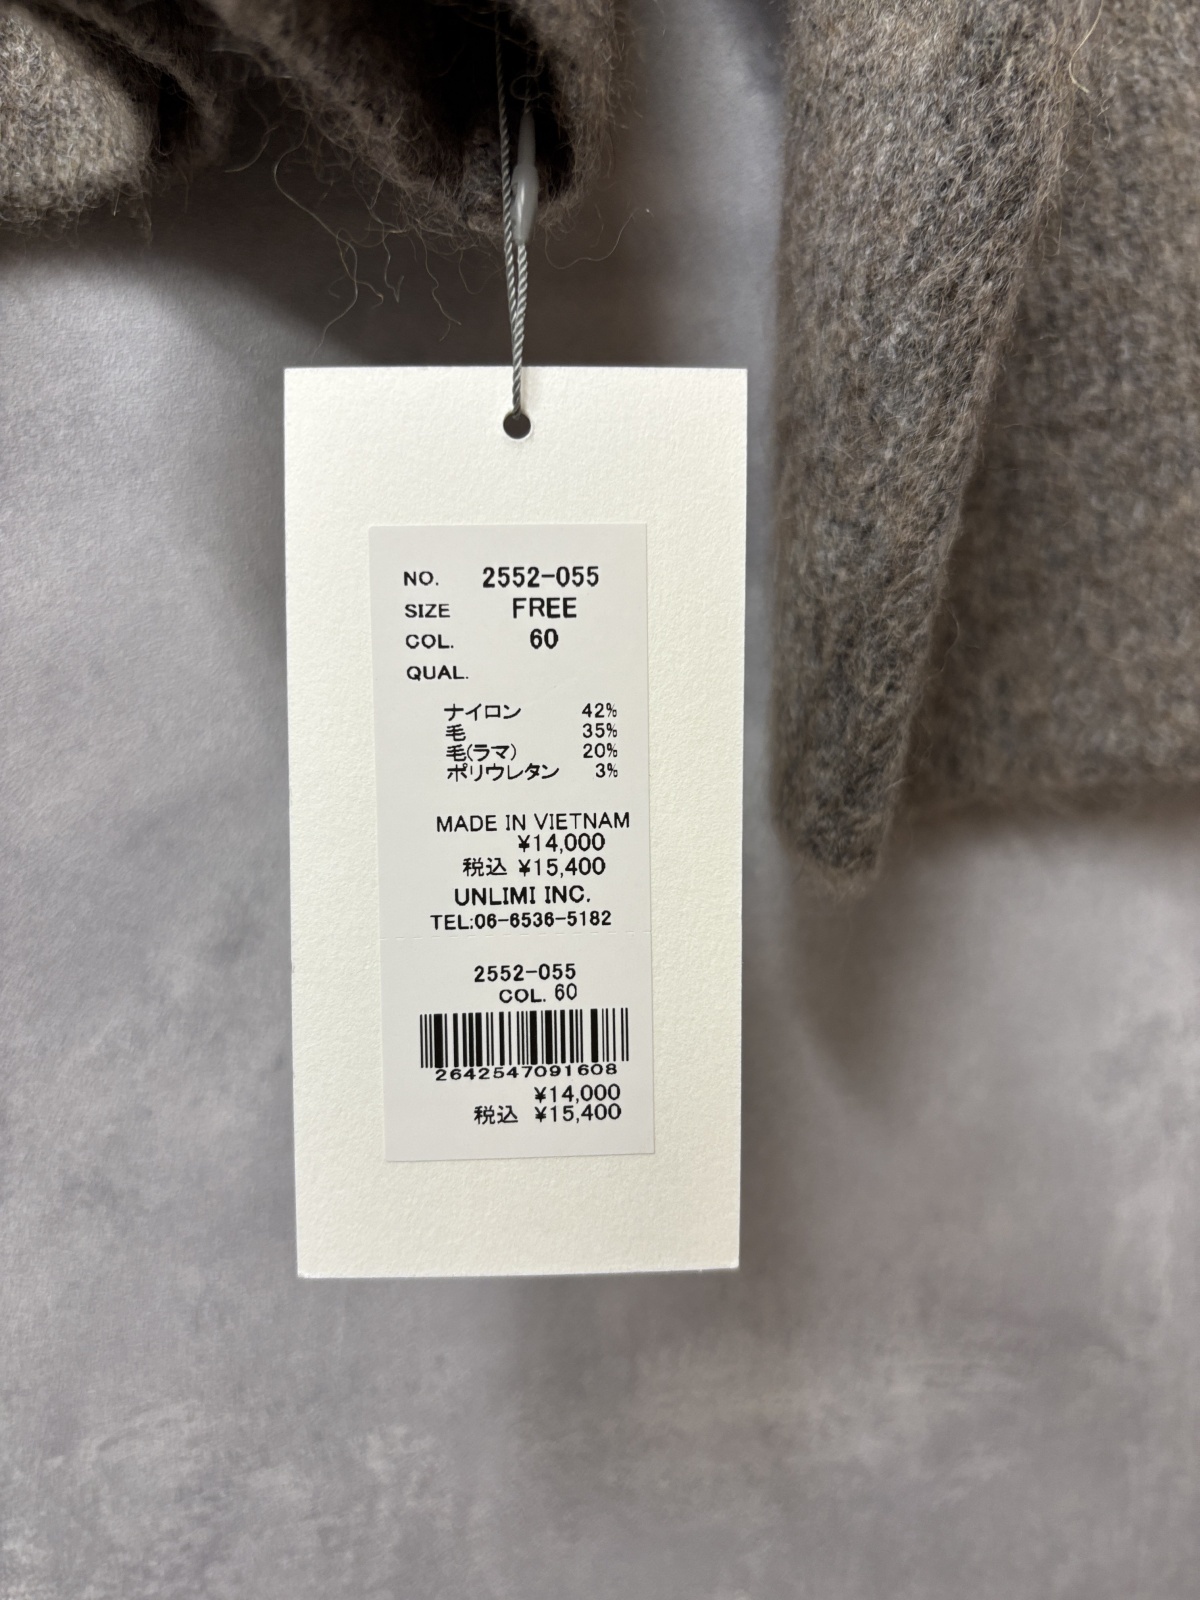 NO. 2552-055
SIZE FREE
COL. 60
QUAL.
ナイロン 42%
毛 35%
毛(ラマ) 20%
ポリウレタン 3%
MADE IN VIETNAM
¥14,000
税込 ¥15,400
UNLIMI INC.
TEL:06-6536-5182
2552-055
COL. 60
2642547091608
¥14,000
税込 ¥15,400